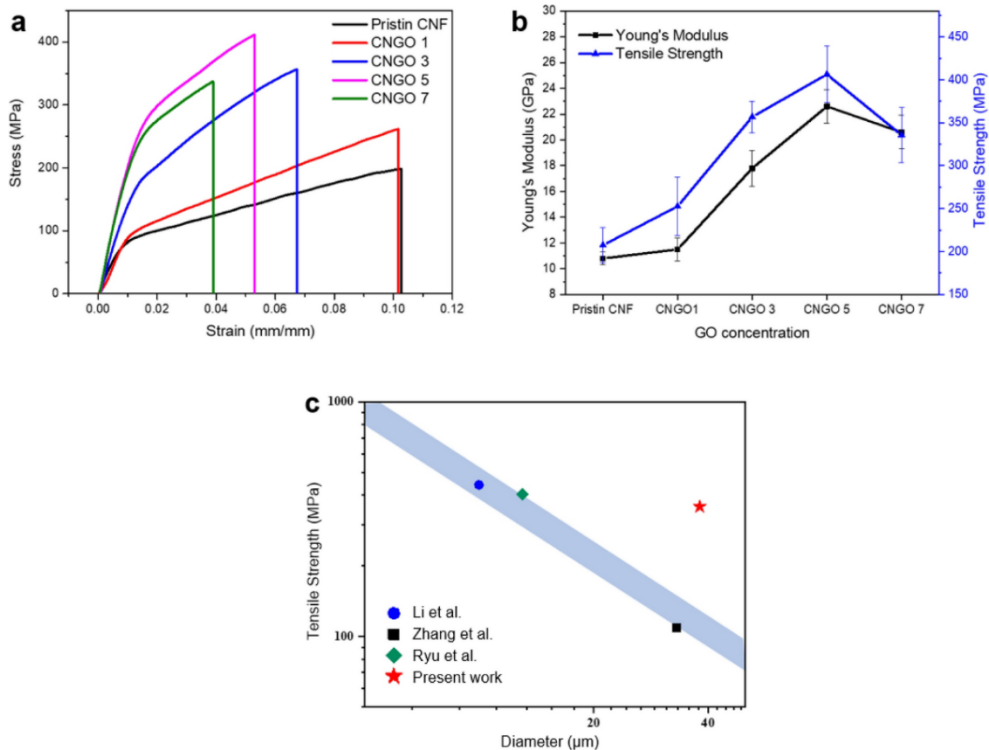 a
Pristin CNF
CNGO 1
CNGO 3
CNGO 5
CNGO 7
400
300
200
100
0
Stress (MPa)
0.00 0.02 0.04 0.06 0.08 0.10 0.12
Strain (mm/mm)
b
Young's Modulus
Tensile Strength
30
28
26
24
22
20
18
16
14
12
10
8
Young's Modulus (GPa)
450
400
350
300
250
200
150
Tensile Strength (MPa)
Pristin CNF CNGO1 CNGO 3 CNGO 5 CNGO 7
GO concentration
c
1000
100
Tensile Strength (MPa)
Li et al.
Zhang et al.
Ryu et al.
Present work
20 40
Diameter (µm)